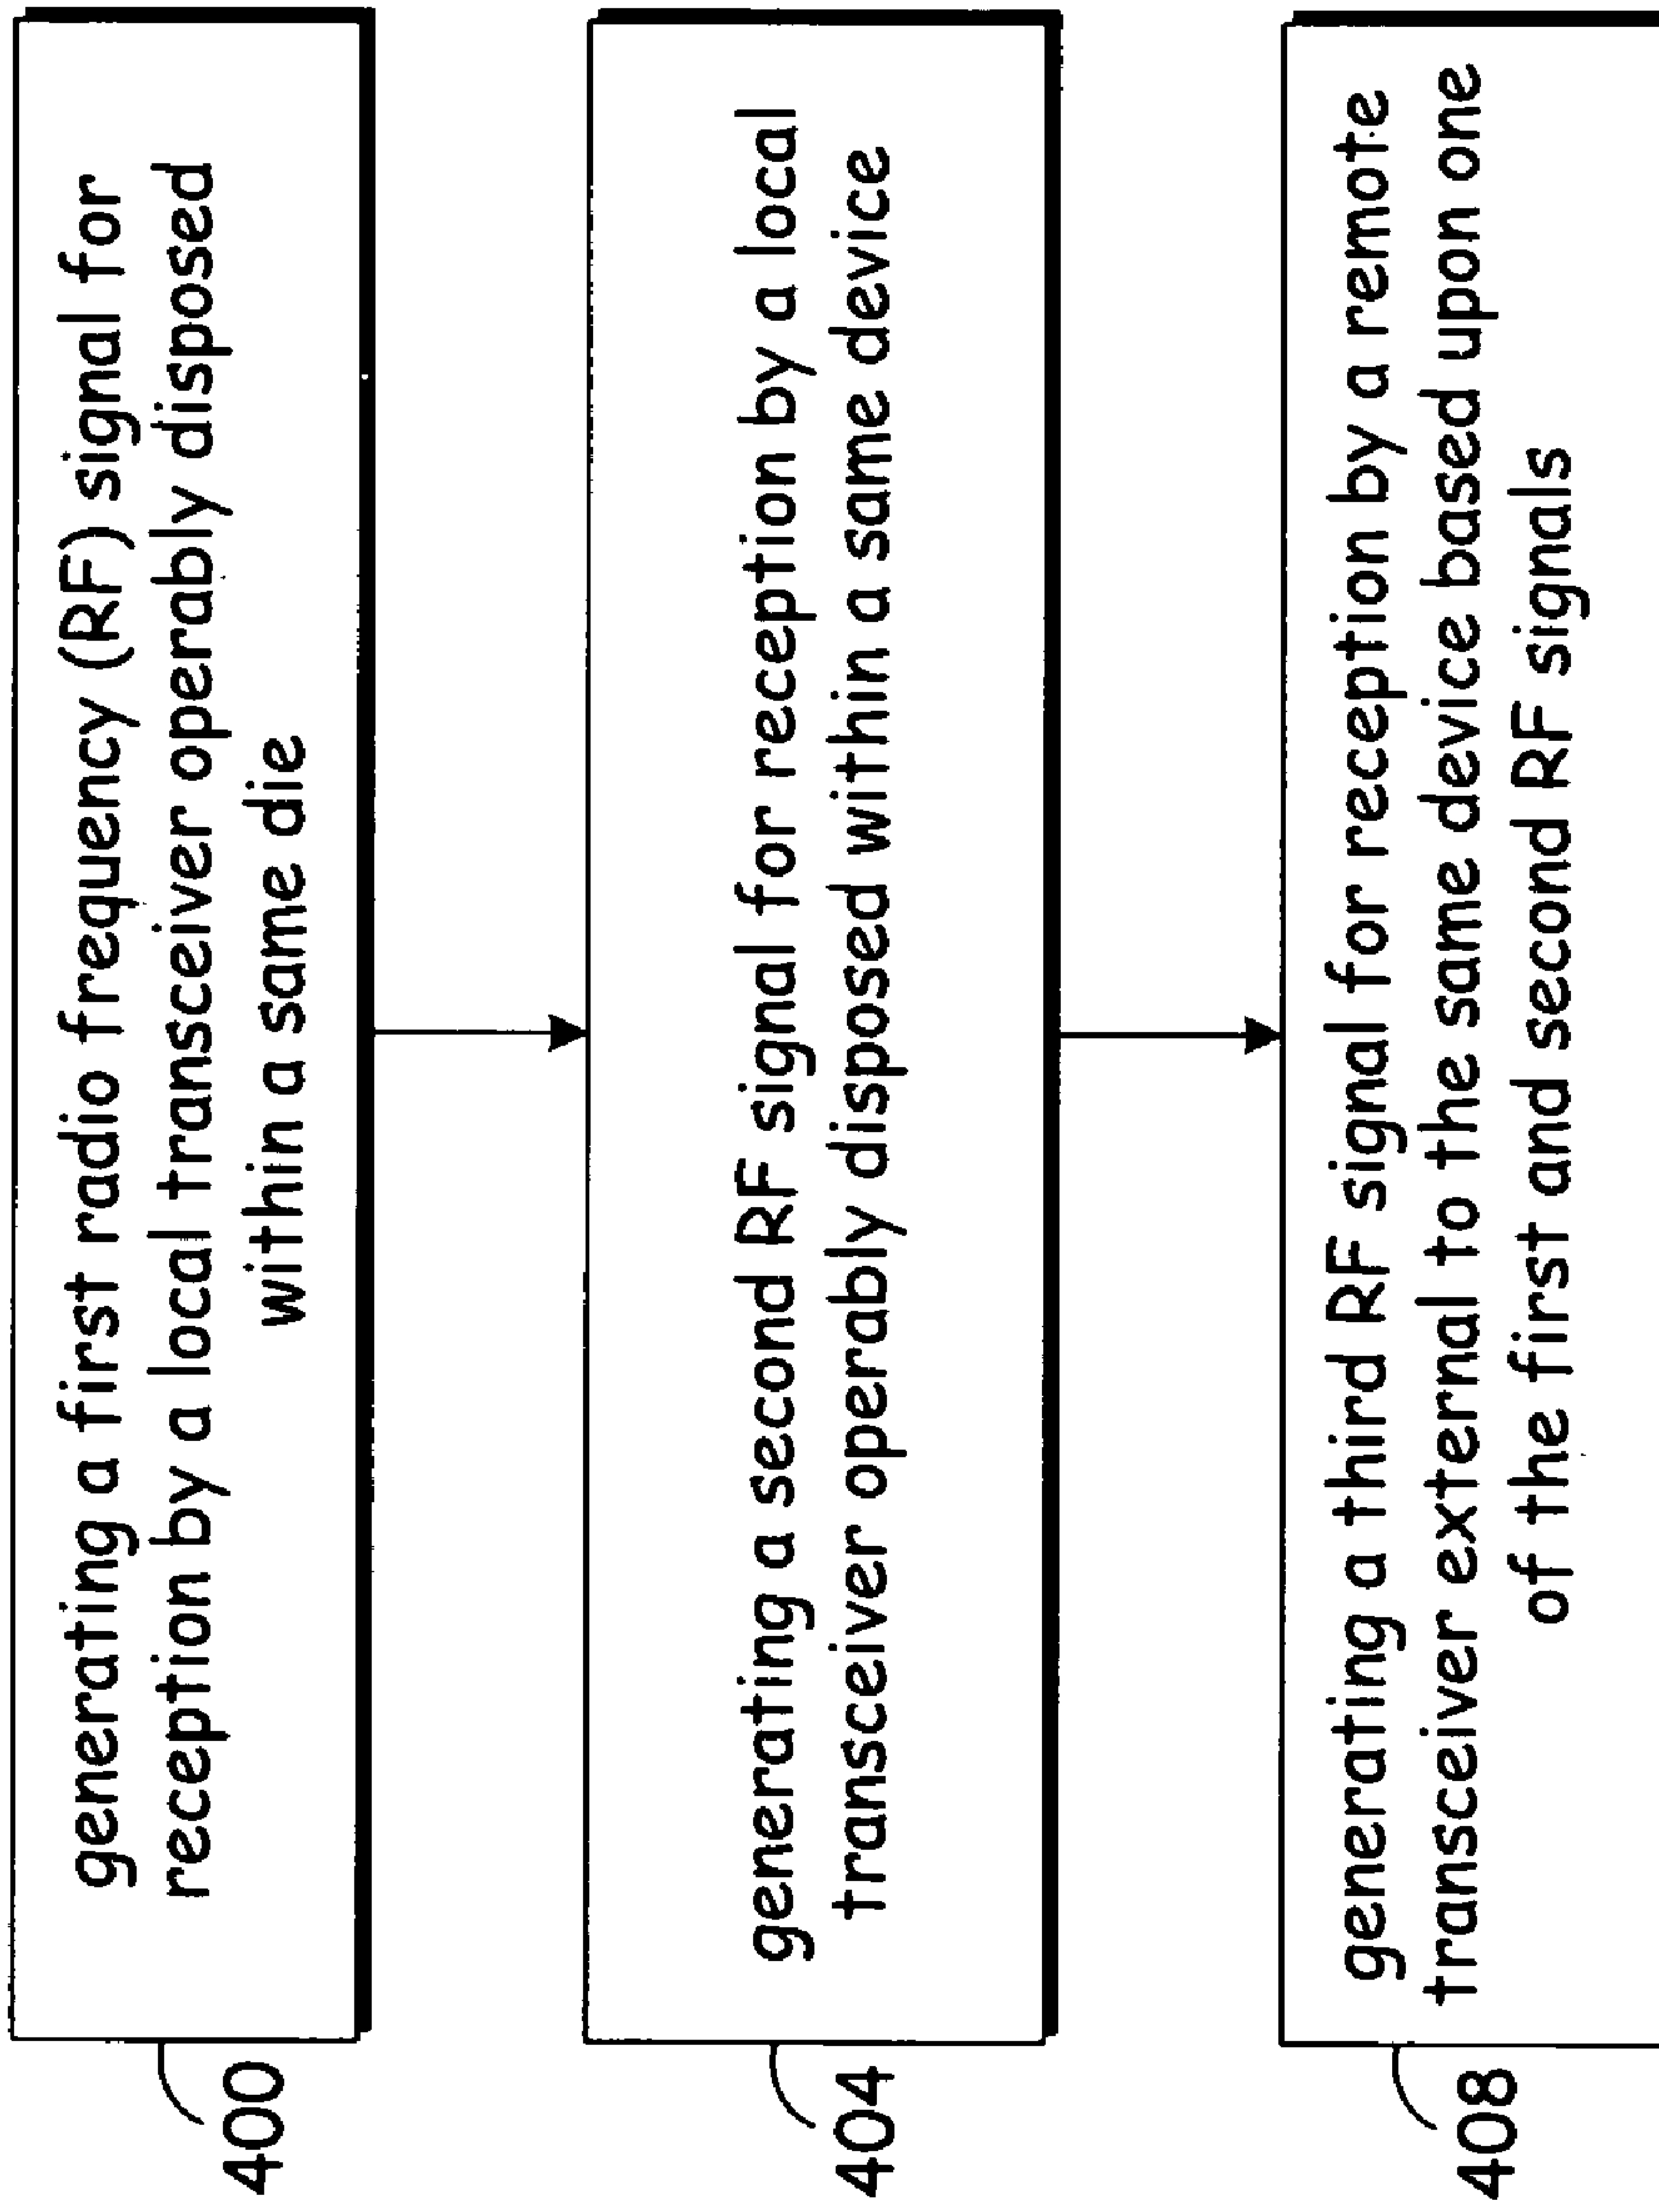 generating a first radio frequency (RF) signal for
reception by a local transceiver operably disposed
within a same die
400
generating a second RF signal for reception by a local
transceiver operably disposed within a same device
404
generating a third RF signal for reception by a remote
transceiver external to the same device based upon one
of the first and second RF signals
408